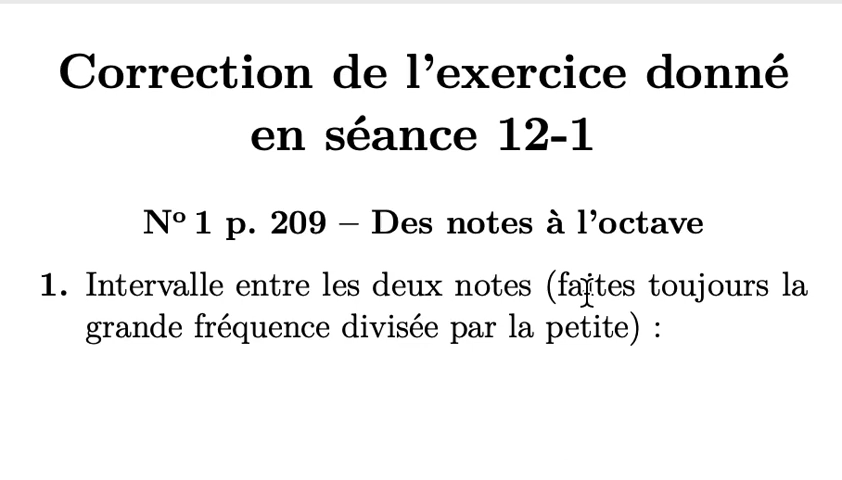 Correction de l'exercice donné
en séance 12-1
Nº 1 p. 209 – Des notes à l'octave
1. Intervalle entre les deux notes (faites toujours la
grande fréquence divisée par la petite) :